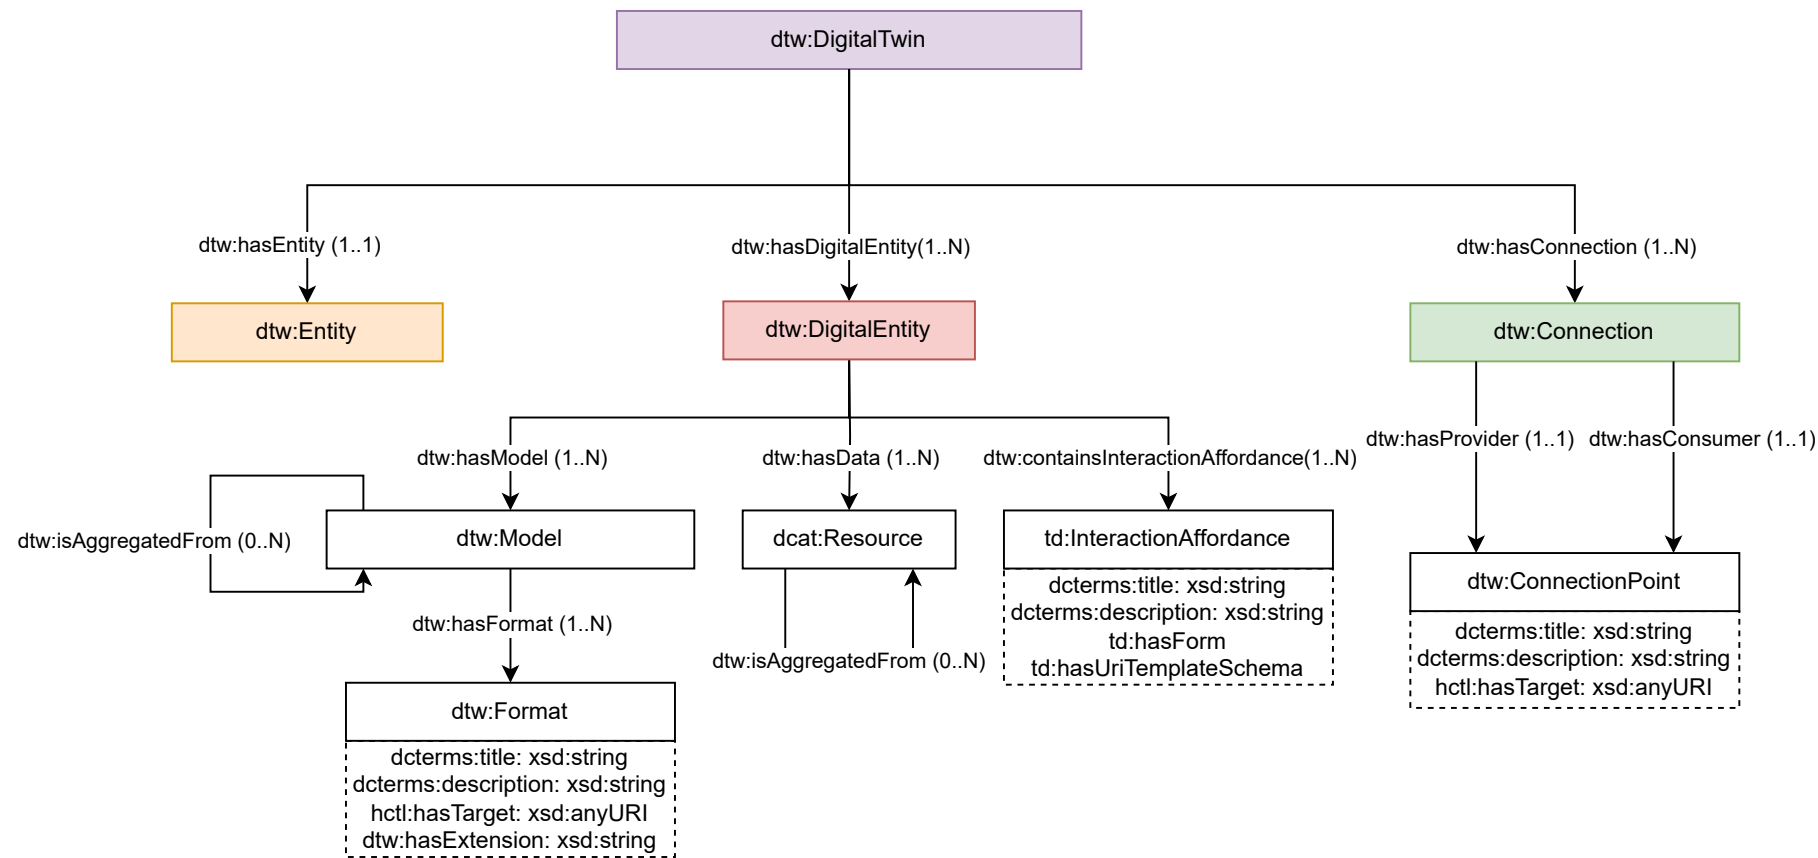 dtw:DigitalTwin
dtw:hasEntity (1..1)
dtw:hasDigitalEntity(1..N)
dtw:hasConnection (1..N)
dtw:Entity
dtw:DigitalEntity
dtw:Connection
dtw:hasProvider (1..1)
dtw:hasConsumer (1..1)
dtw:hasModel (1..N)
dtw:hasData (1..N)
dtw:containsInteractionAffordance(1..N)
dtw:isAggregatedFrom (0..N)
dtw:Model
dcat:Resource
td:InteractionAffordance
dcterms:title: xsd:string
dcterms:description: xsd:string
td:hasForm
td:hasUriTemplateSchema
dtw:ConnectionPoint
dcterms:title: xsd:string
dcterms:description: xsd:string
hctl:hasTarget: xsd:anyURI
dtw:hasFormat (1..N)
dtw:isAggregatedFrom (0..N)
dtw:Format
dcterms:title: xsd:string
dcterms:description: xsd:string
hctl:hasTarget: xsd:anyURI
dtw:hasExtension: xsd:string